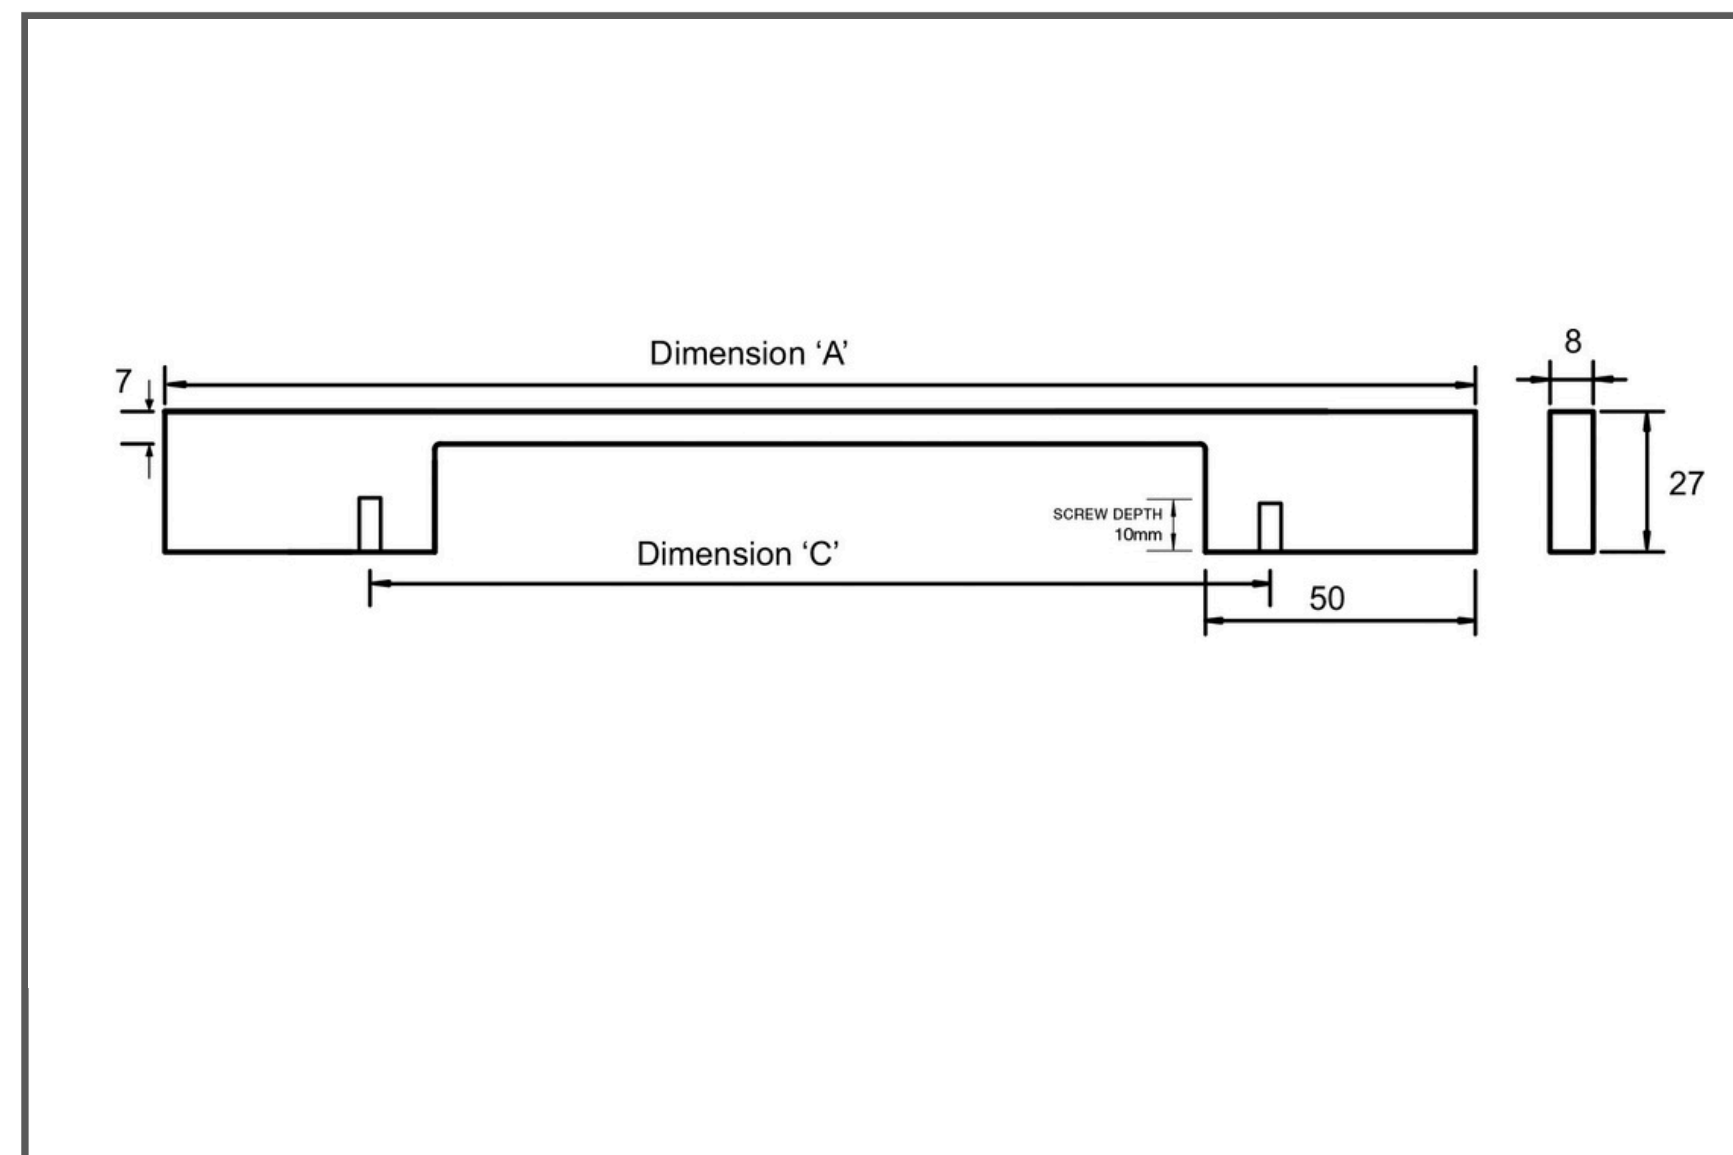 Dimension ‘A’
8
7
27
SCREW DEPTH
10mm
Dimension ‘C’
50